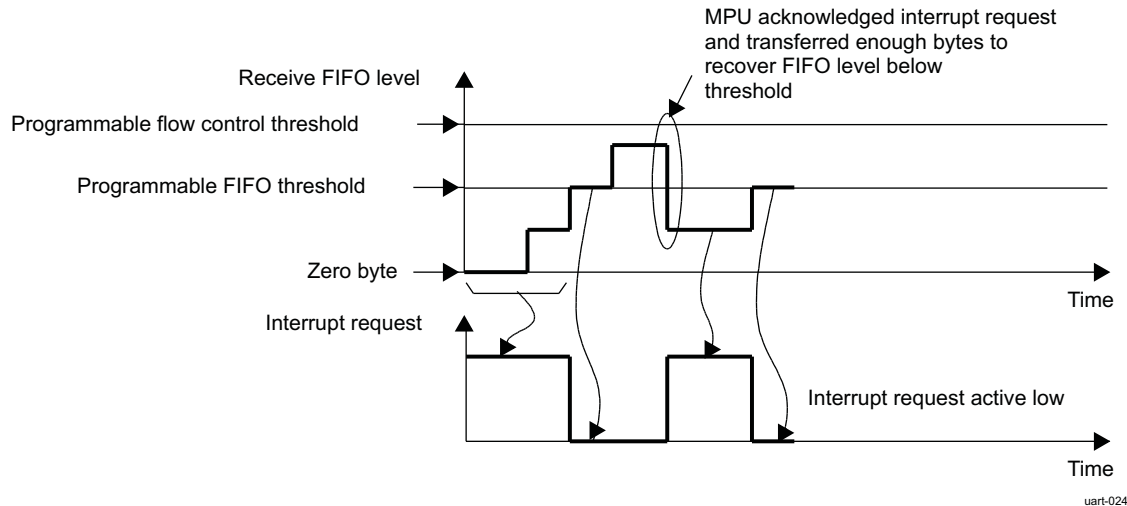 MPU acknowledged interrupt request
and transferred enough bytes to
recover FIFO level below
threshold
Receive FIFO level
Programmable flow control threshold
Programmable FIFO threshold
Zero byte
Time
Interrupt request
Interrupt request active low
Time
uart-024